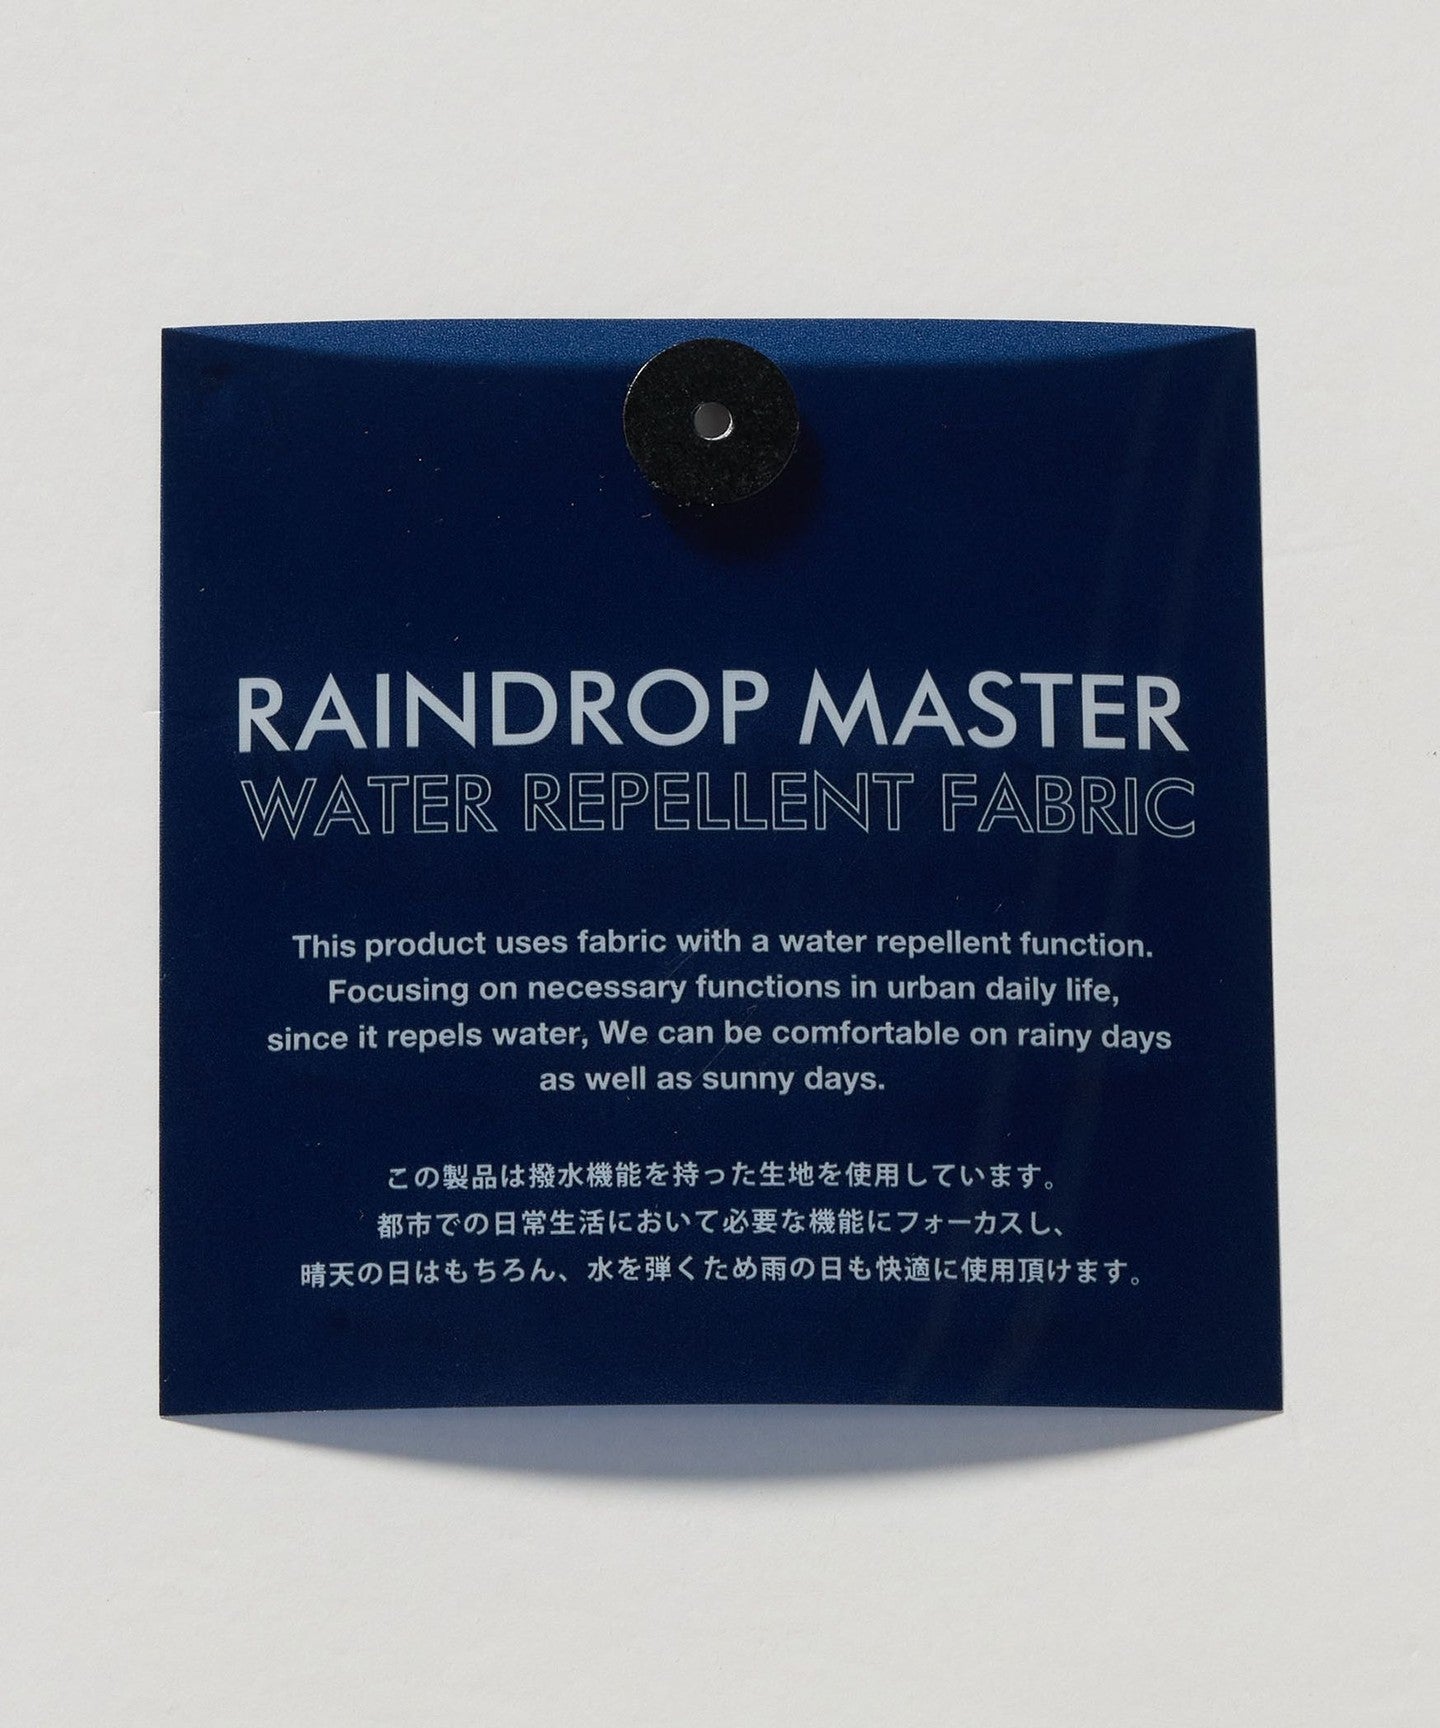 RAINDROP MASTER
WATER REPELLENT FABRIC
This product uses fabric with a water repellent function.
Focusing on necessary functions in urban daily life,
since it repels water, We can be comfortable on rainy days
as well as sunny days.
この製品は撥水機能を持った生地を使用しています。
都市での日常生活において必要な機能にフォーカスし、
晴天の日はもちろん、水を弾くため雨の日も快適に使用頂けます。